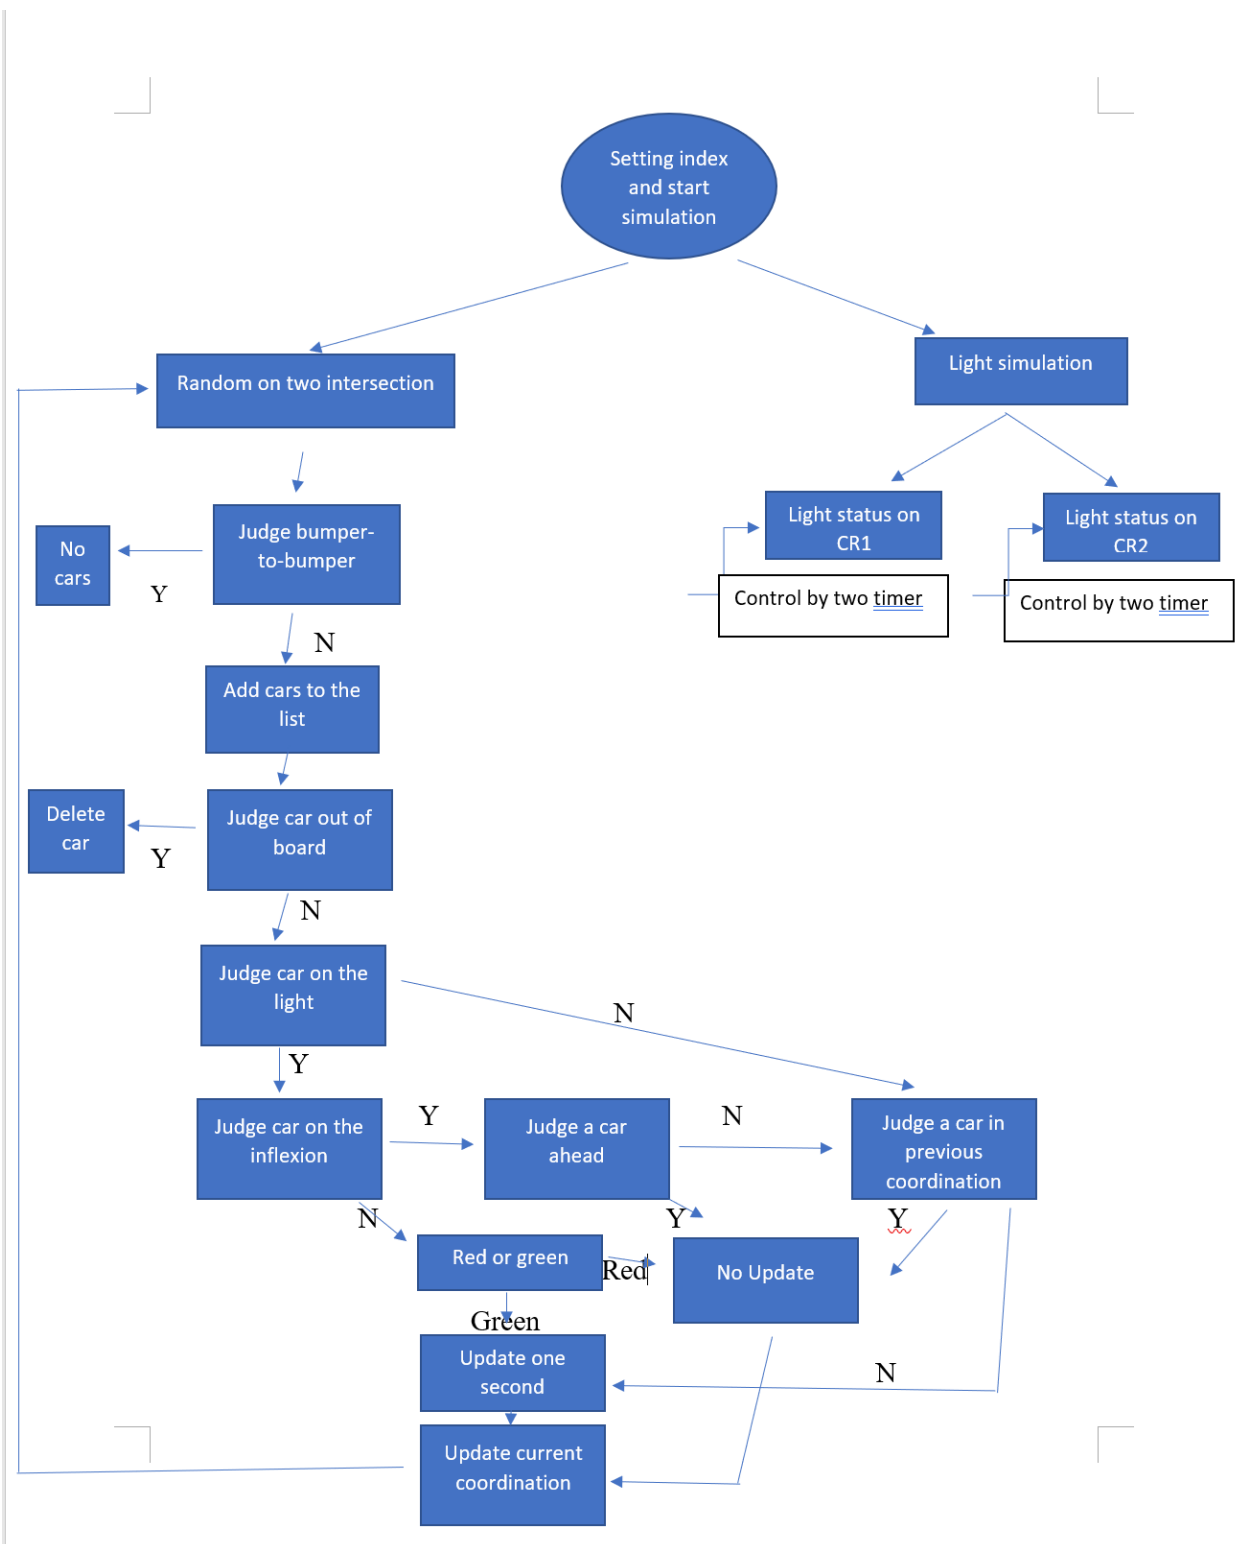 Setting index
and start
simulation
Random on two intersection
Light simulation
Light status on
CR1
Light status on
CR2
Control by two timer
Control by two timer
Judge bumper-
to-bumper
No
cars
Y
N
Add cars to the
list
Judge car out of
board
Delete
car
Y
N
Judge car on the
light
N
Y
Judge car on the
inflexion
Y
Judge a car
ahead
N
Judge a car in
previous
coordination
N
Y
Y
Red or green
Red
No Update
Green
Update one
second
N
Update current
coordination